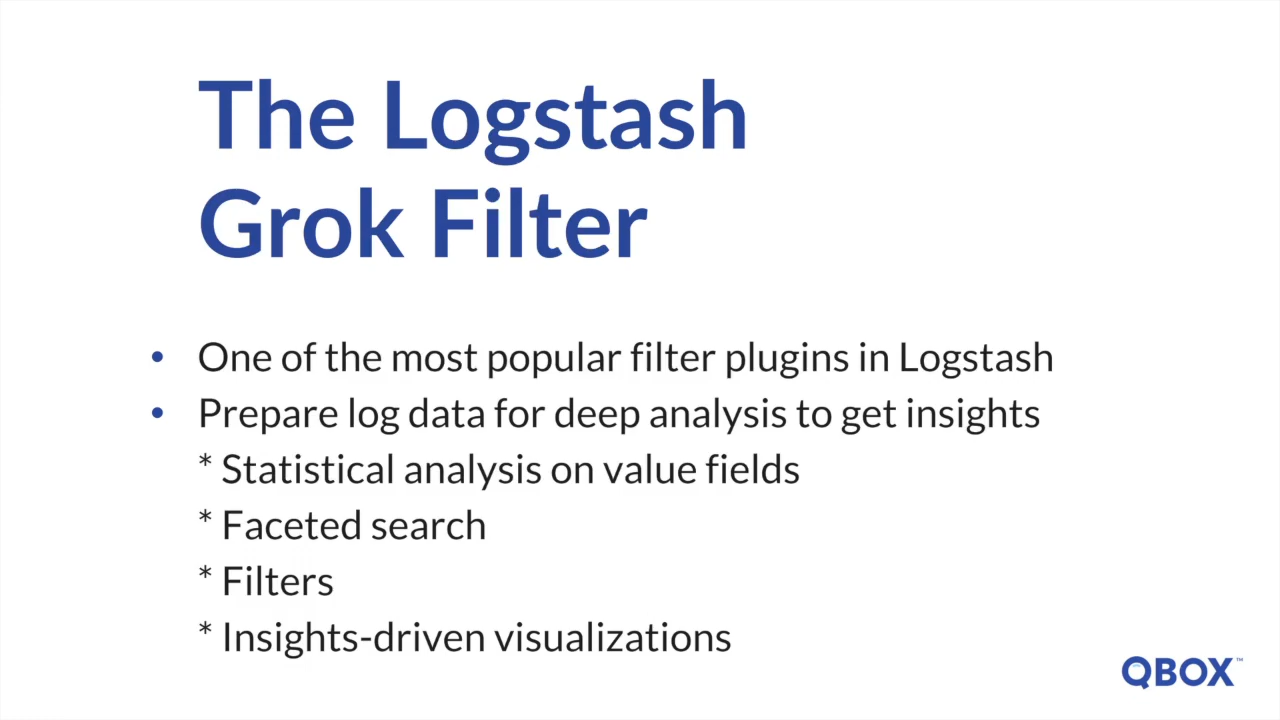 The Logstash
Grok Filter
• One of the most popular filter plugins in Logstash
• Prepare log data for deep analysis to get insights
* Statistical analysis on value fields
* Faceted search
* Filters
* Insights-driven visualizations
QBOX™